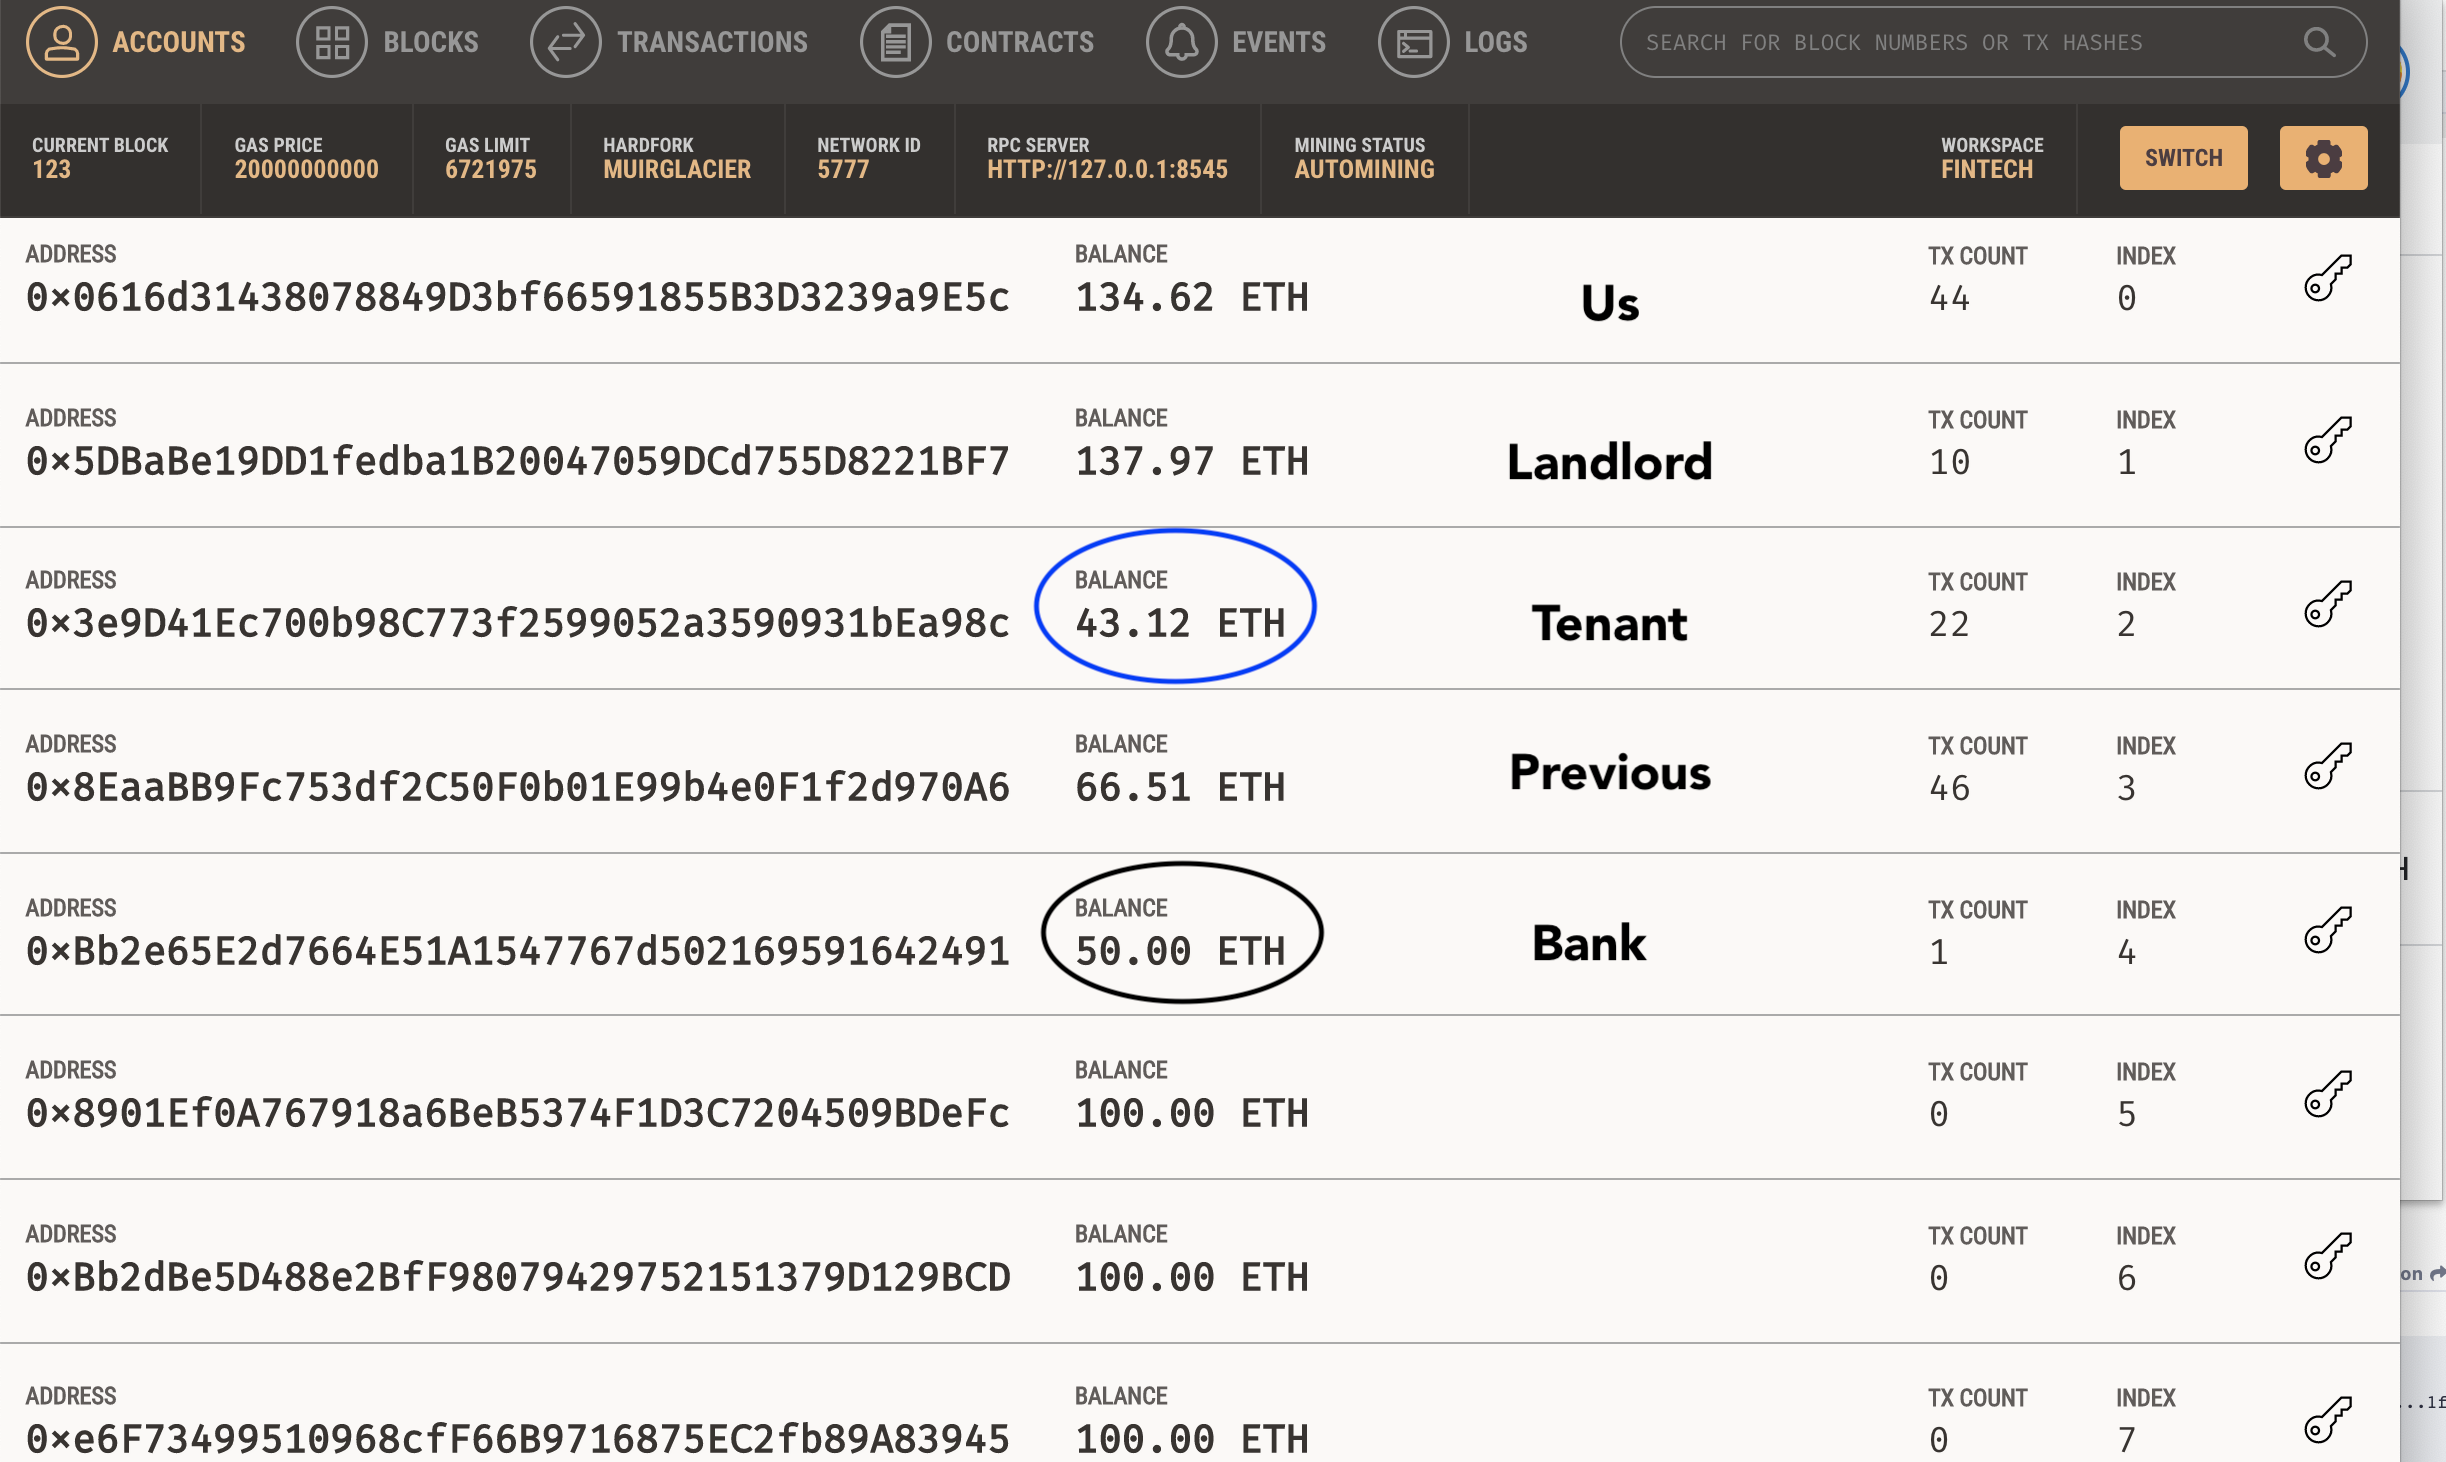 ACCOUNTS BLOCKS TRANSACTIONS CONTRACTS EVENTS LOGS SEARCH FOR BLOCK NUMBERS OR TX HASHES
CURRENT BLOCK GAS PRICE GAS LIMIT HARDFORK NETWORK ID RPC SERVER MINING STATUS WORKSPACE
123 20000000000 6721975 MUIRGLACIER 5777 HTTP://127.0.0.1:8545 AUTOMINING FINTECH SWITCH
ADDRESS BALANCE TX COUNT INDEX
0×0616d31438078849D3bf66591855B3D3239a9E5c 134.62 ETH Us 44 0
ADDRESS BALANCE TX COUNT INDEX
0×5DBaBe19DD1fedba1B20047059DCd755D8221BF7 137.97 ETH Landlord 10 1
ADDRESS BALANCE TX COUNT INDEX
0×3e9D41Ec700b98C773f2599052a3590931bEa98c 43.12 ETH Tenant 22 2
ADDRESS BALANCE TX COUNT INDEX
0×8EaaBB9Fc753df2C50F0b01E99b4e0F1f2d970A6 66.51 ETH Previous 46 3
ADDRESS BALANCE TX COUNT INDEX
0×Bb2e65E2d7664E51A1547767d502169591642491 50.00 ETH Bank 1 4
ADDRESS BALANCE TX COUNT INDEX
0×8901Ef0A767918a6BeB5374F1D3C7204509BDeFc 100.00 ETH 0 5
ADDRESS BALANCE TX COUNT INDEX
0×Bb2dBe5D488e2BfF98079429752151379D129BCD 100.00 ETH 0 6
on
ADDRESS BALANCE TX COUNT INDEX
...1f
0×e6F73499510968cfF66B9716875EC2fb89A83945 100.00 ETH 0 7